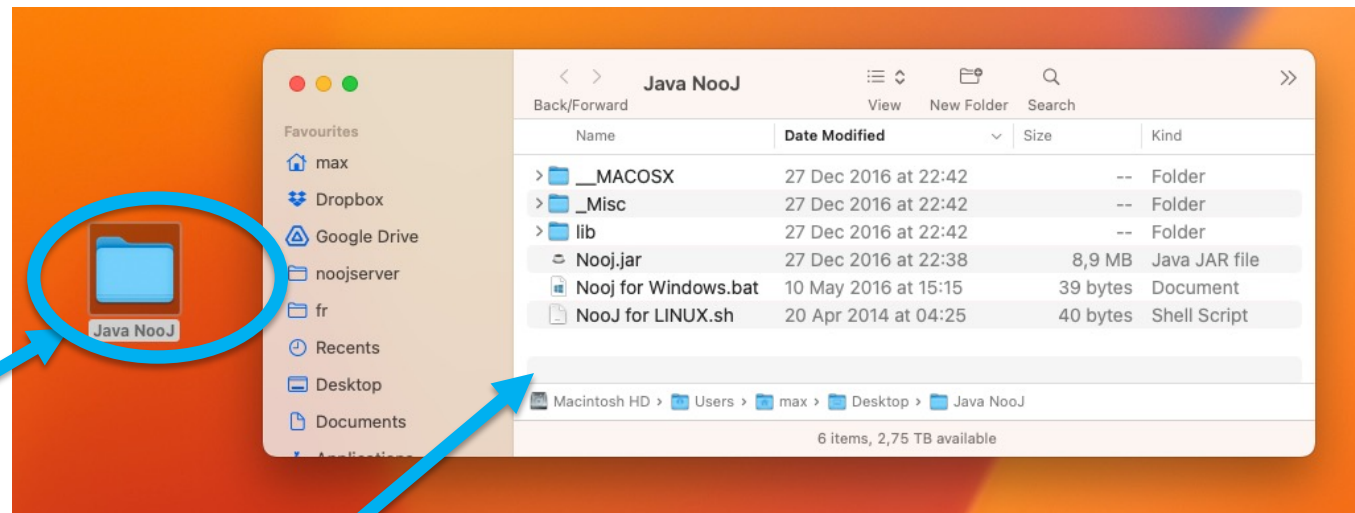 Java NooJ
Back/Forward View New Folder Search
Favourites
max
Dropbox
Google Drive
noojserver
fr
Recents
Desktop
Documents
Applications
Name Date Modified Size Kind
__MACOSX 27 Dec 2016 at 22:42 -- Folder
_Misc 27 Dec 2016 at 22:42 -- Folder
lib 27 Dec 2016 at 22:42 -- Folder
Nooj.jar 27 Dec 2016 at 22:38 8,9 MB Java JAR file
Nooj for Windows.bat 10 May 2016 at 15:15 39 bytes Document
NooJ for LINUX.sh 20 Apr 2014 at 04:25 40 bytes Shell Script
Macintosh HD › Users › max › Desktop › Java NooJ
6 items, 2,75 TB available
Java NooJ